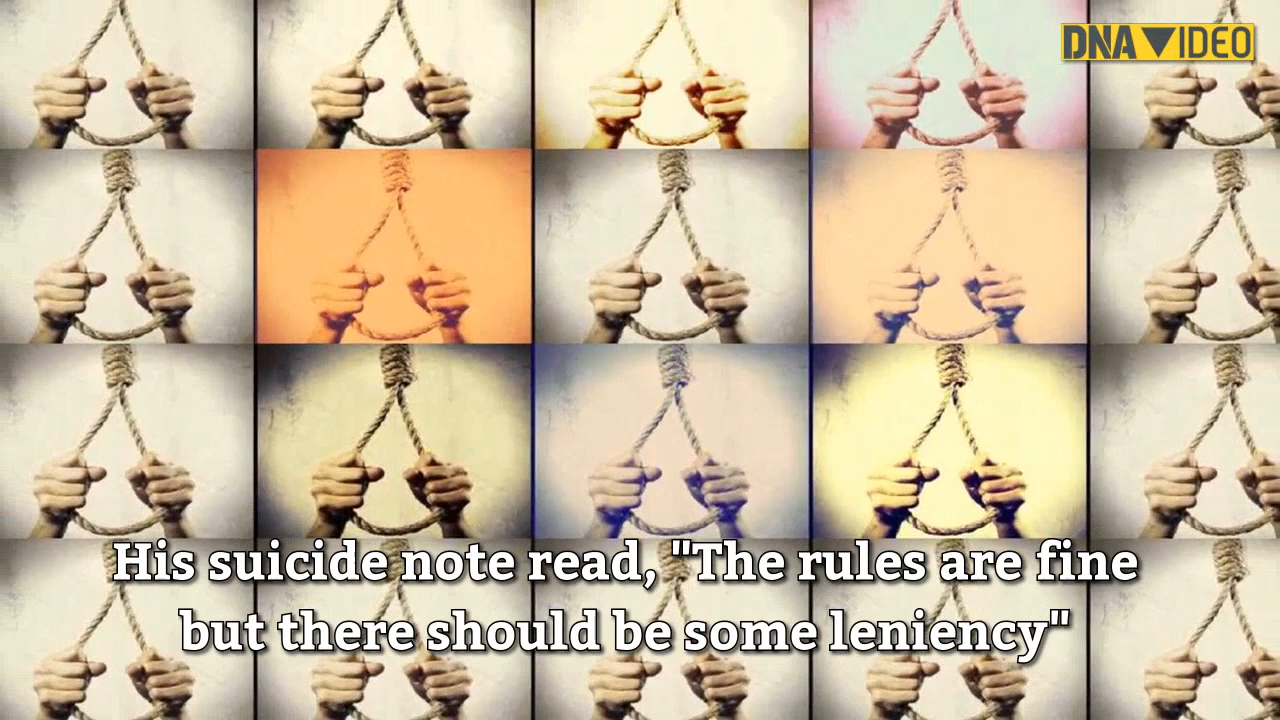 DNA VIDEO
His suicide note read, "The rules are fine
but there should be some leniency"